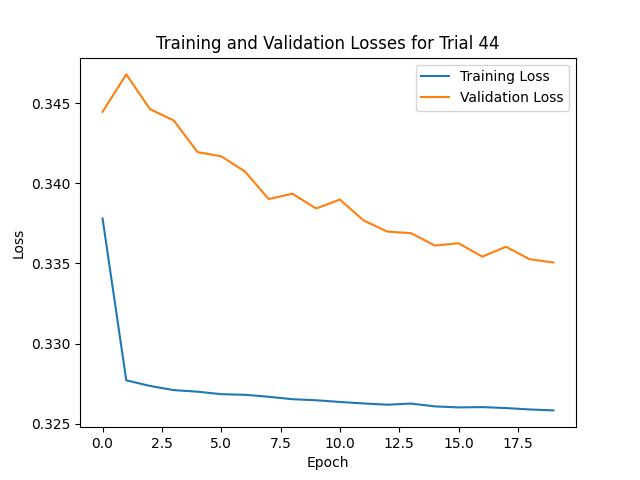 Training and Validation Losses for Trial 44
Training Loss
Validation Loss
0.345
0.340
0.335
0.330
0.325
Loss
0.0 2.5 5.0 7.5 10.0 12.5 15.0 17.5
Epoch